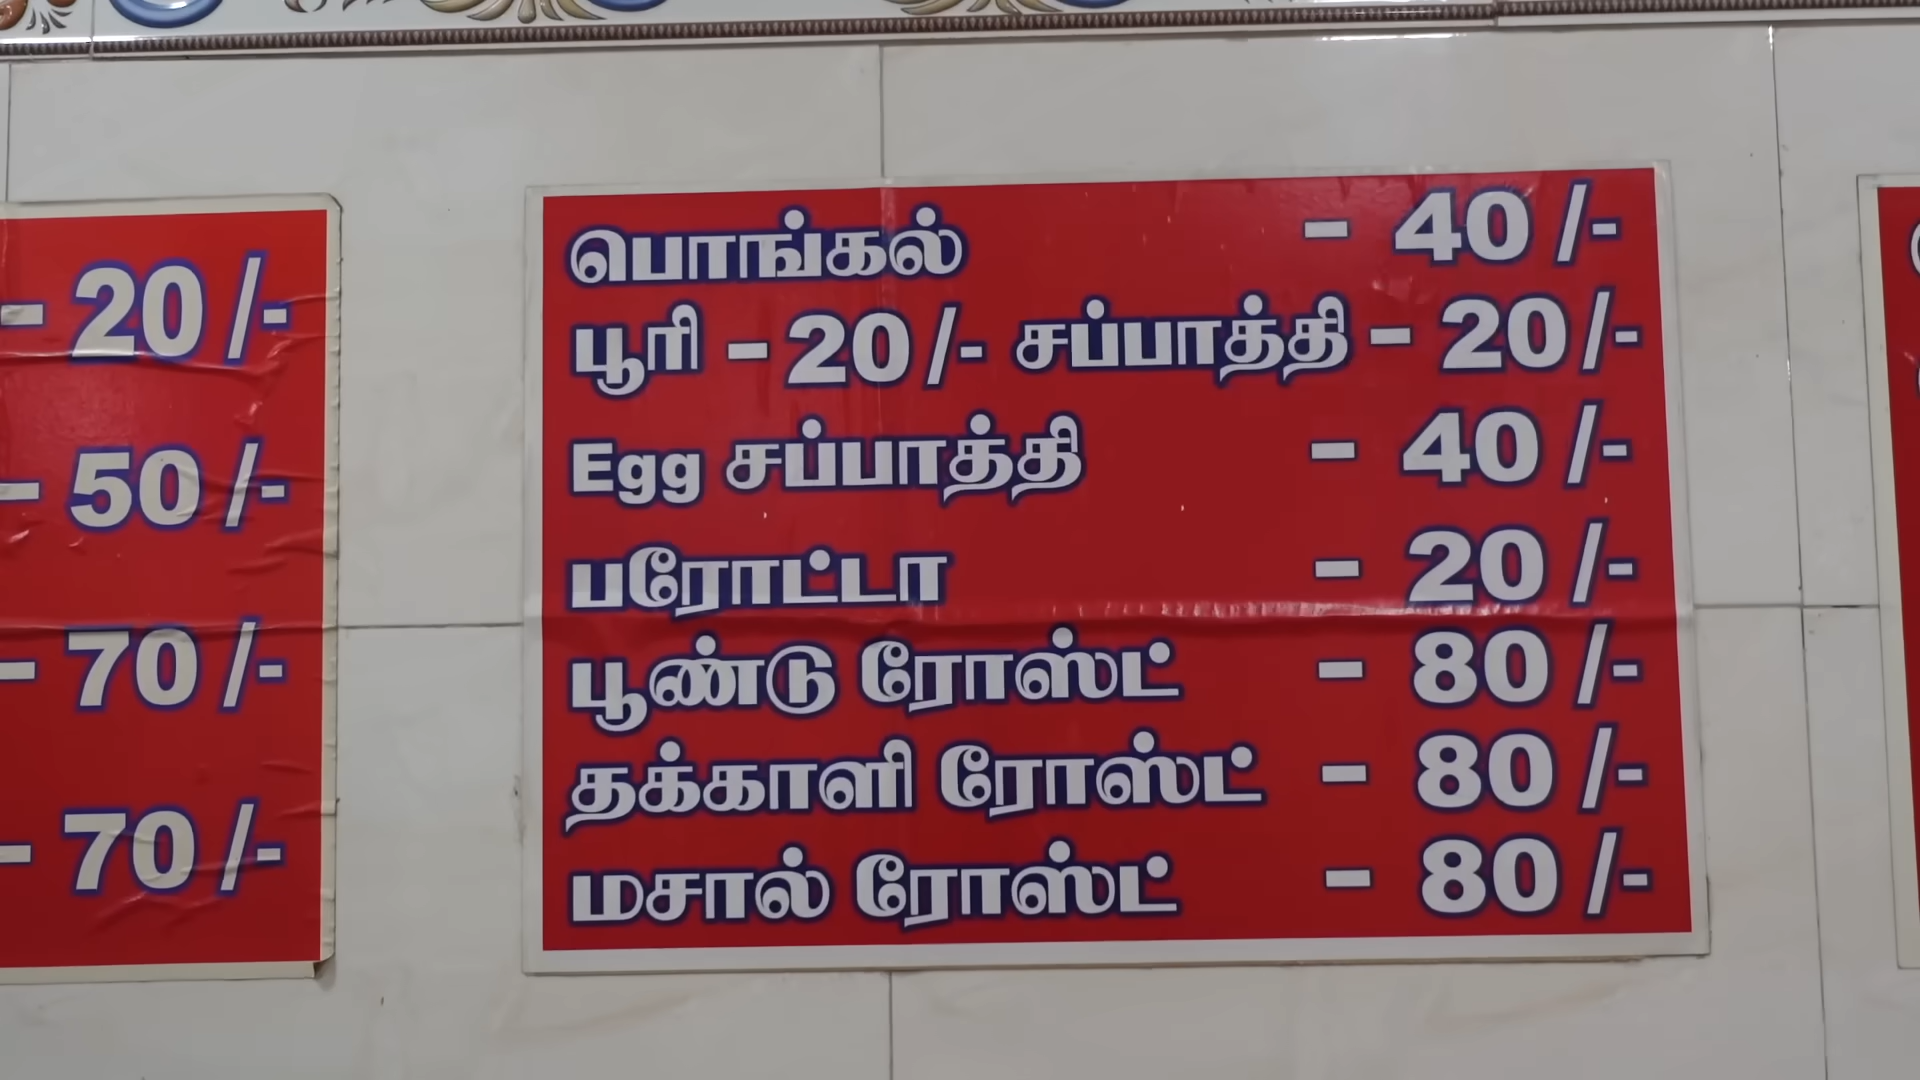 - 20/-
- 50/-
- 70/-
- 70/-
பொங்கல் - 40/-
பூரி - 20/- சப்பாத்தி - 20/-
Egg சப்பாத்தி - 40/-
பரோட்டா - 20/-
பூண்டு ரோஸ்ட் - 80/-
தக்காளி ரோஸ்ட் - 80/-
மசால் ரோஸ்ட் - 80/-